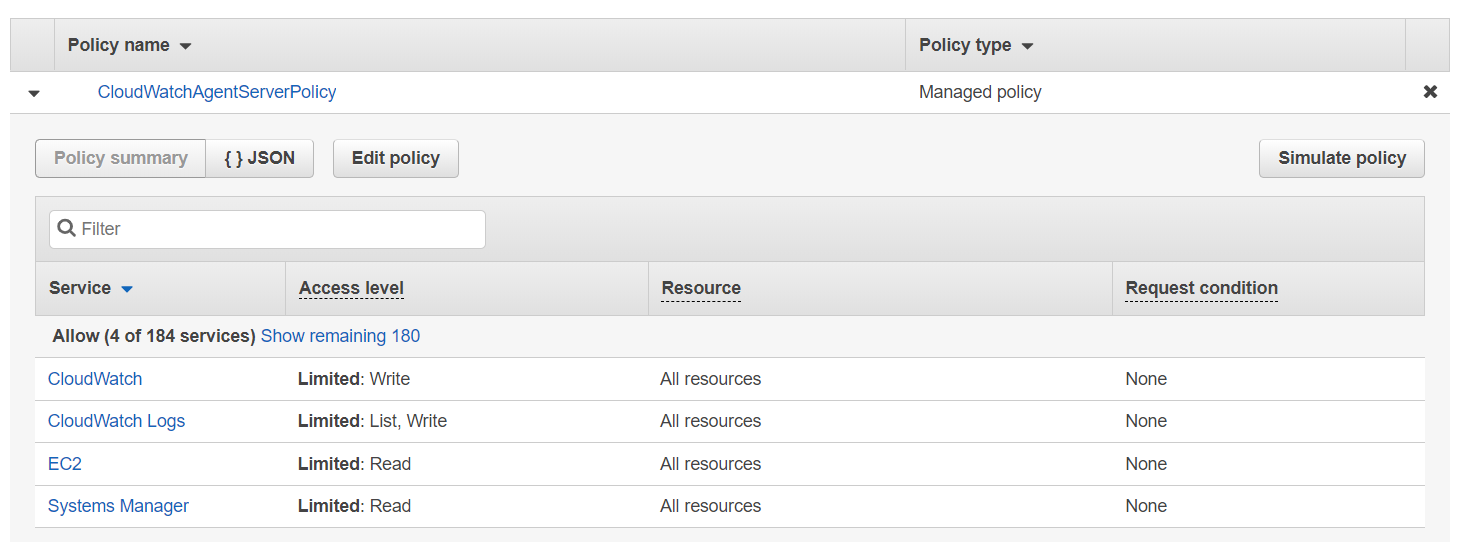 Policy name Policy type
CloudWatchAgentServerPolicy Managed policy
Policy summary { } JSON Edit policy Simulate policy
Filter
Service Access level Resource Request condition
Allow (4 of 184 services) Show remaining 180
CloudWatch Limited: Write All resources None
CloudWatch Logs Limited: List, Write All resources None
EC2 Limited: Read All resources None
Systems Manager Limited: Read All resources None